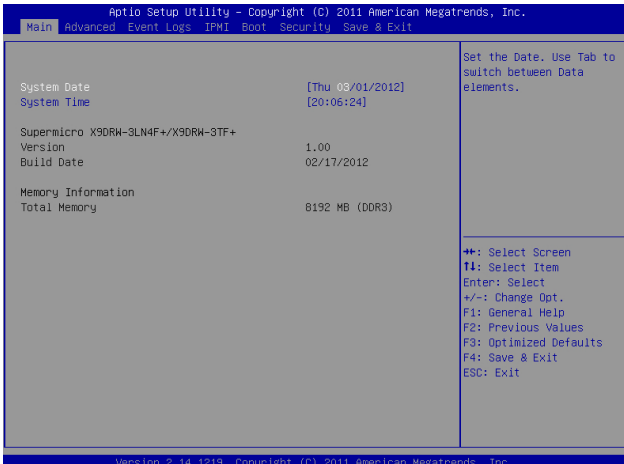 Aptio Setup Utility – Copyright (C) 2011 American Megatrends, Inc.
Main Advanced Event Logs IPMI Boot Security Save & Exit
Set the Date. Use Tab to
switch between Data
elements.
System Date [Thu 03/01/2012]
System Time [20:06:24]
Supermicro X9DRW-3LN4F+/X9DRW-3TF+
Version 1.00
Build Date 02/17/2012
Memory Information
Total Memory 8192 MB (DDR3)
→←: Select Screen
↑↓: Select Item
Enter: Select
+/-: Change Opt.
F1: General Help
F2: Previous Values
F3: Optimized Defaults
F4: Save & Exit
ESC: Exit
Version 2.14.1219. Copyright (C) 2011 American Megatrends, Inc.